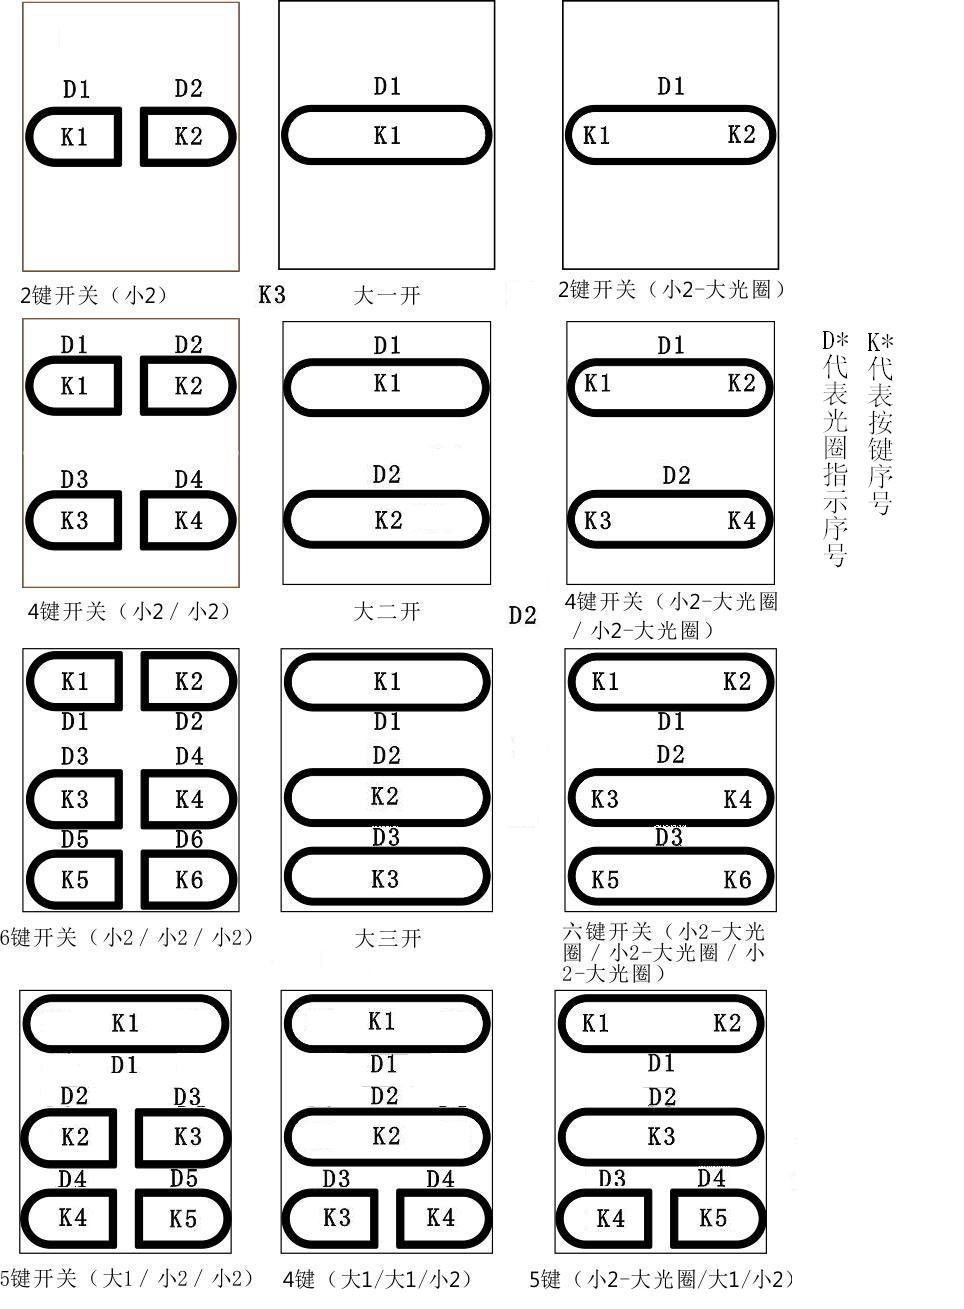 D1 D2
K1 K2
2键开关（小2）
D1
K1
K3 大一开
D1
K1 K2
2键开关（小2-大光圈）
D1 D2
K1 K2
D3 D4
K3 K4
4键开关（小2／小2）
D1
K1
D2
K2
大二开
D1
K1 K2
D2
K3 K4
D2
4键开关（小2-大光圈
／小2-大光圈）
K*代表按键序号
D*代表光圈指示序号
K1 K2
D1 D2
D3 D4
K3 K4
D5 D6
K5 K6
6键开关（小2／小2／小2）
K1
D1
D2
K2
D3
K3
大三开
K1 K2
D1
D2
K3 K4
D3
K5 K6
六键开关（小2-大光
圈／小2-大光圈／小
2-大光圈）
K1
D1
D2 D3
K2 K3
D4 D5
K4 K5
5键开关（大1／小2／小2）
K1
D1
D2
K2
D3 D4
K3 K4
4键（大1/大1/小2）
K1 K2
D1
D2
K3
D3 D4
K4 K5
5键（小2-大光圈/大1/小2）